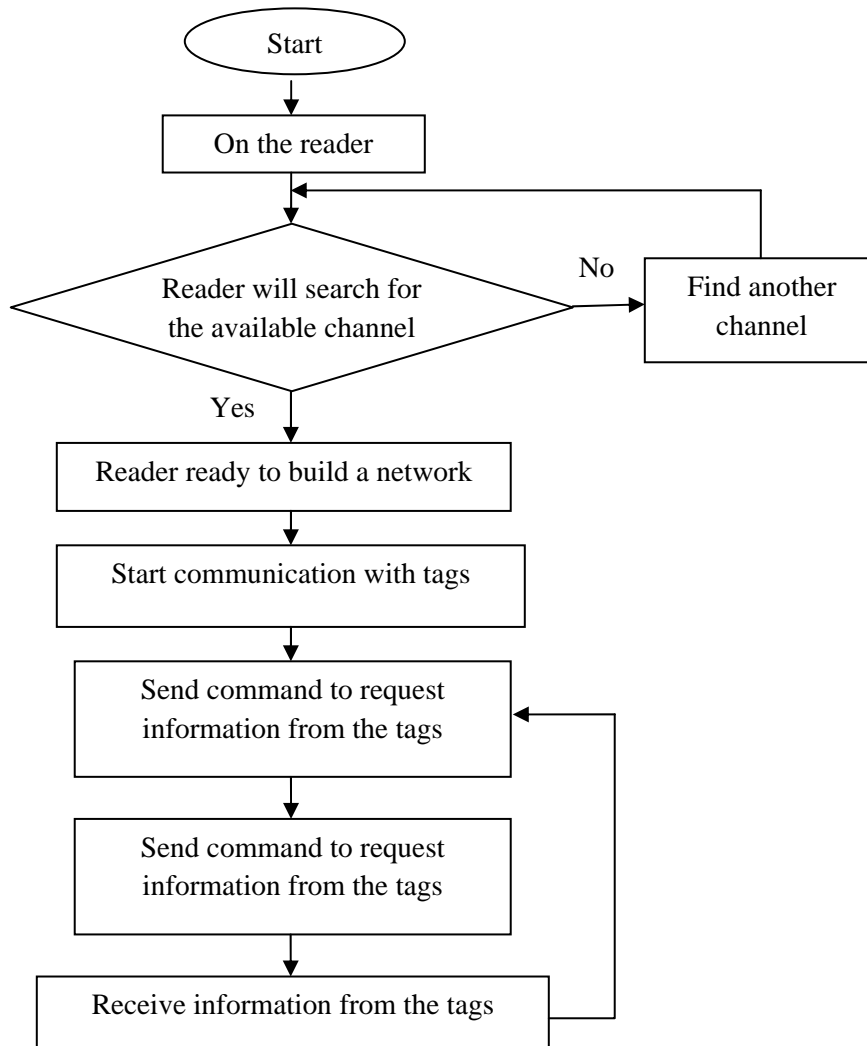 Start
On the reader
Reader will search for
the available channel
No
Find another
channel
Yes
Reader ready to build a network
Start communication with tags
Send command to request
information from the tags
Send command to request
information from the tags
Receive information from the tags